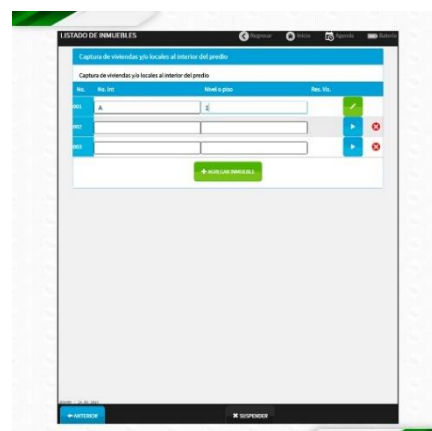 LISTADO DE INMUEBLES Regresar Inicio Agenda Batería
Captura de viviendas y/o locales al interior del predio
Captura de viviendas y/o locales al interior del predio
No. No. Int Nivel o piso Res. Vis.
001 A 1
002
003
+ AGREGAR INMUEBLE
ANTERIOR SUSPENDER